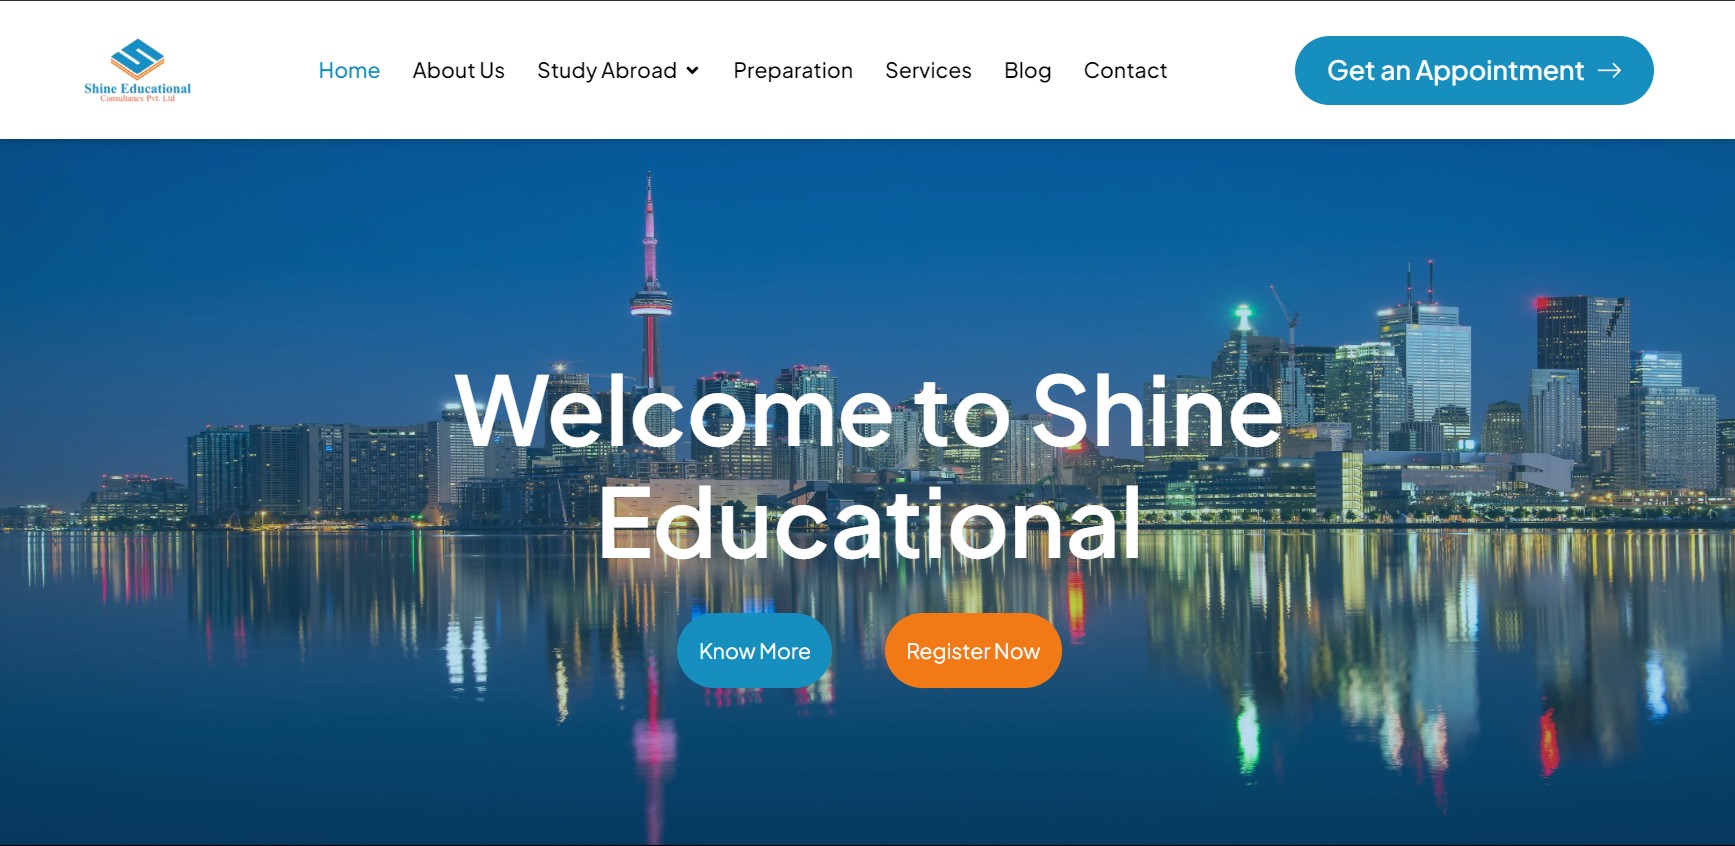 Shine Educational
Consultancy Pvt. Ltd
Home About Us Study Abroad Preparation Services Blog Contact
Get an Appointment →
Welcome to Shine
Educational
Know More
Register Now